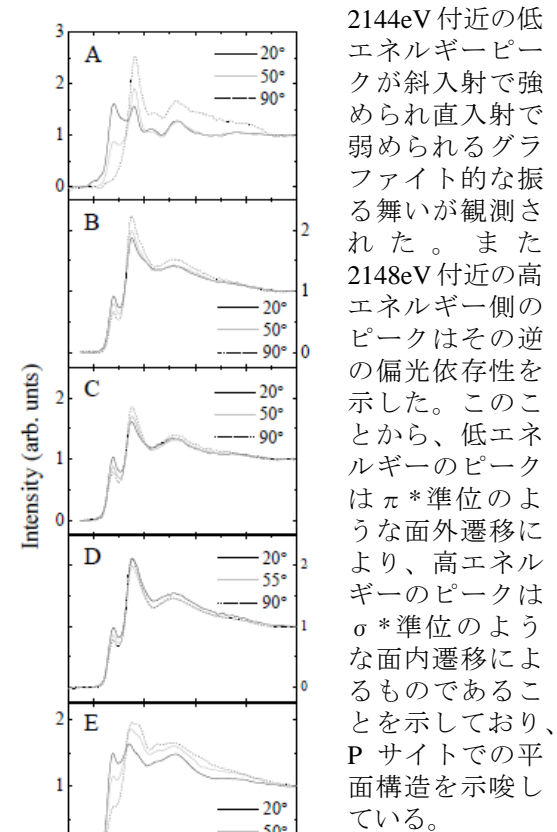 3
2
1
0
A
20°
50°
90°
B
2
1
0
20°
50°
90°
C
2
1
0
20°
50°
90°
Intensity (arb. unts)
D
2
1
0
20°
55°
90°
E
2
1
20°
50°
2144eV 付近の低
エネルギーピー
クが斜入射で強
められ直入射で
弱められるグラ
ファイト的な振
る舞いが観測さ
れた。また
2148eV 付近の高
エネルギー側の
ピークはその逆
の偏光依存性を
示した。このこ
とから、低エネ
ルギーのピーク
はπ*準位のよ
うな面外遷移に
より、高エネル
ギーのピークは
σ*準位のよう
な面内遷移によ
るものであるこ
とを示しており、
P サイトでの平
面構造を示唆し
ている。